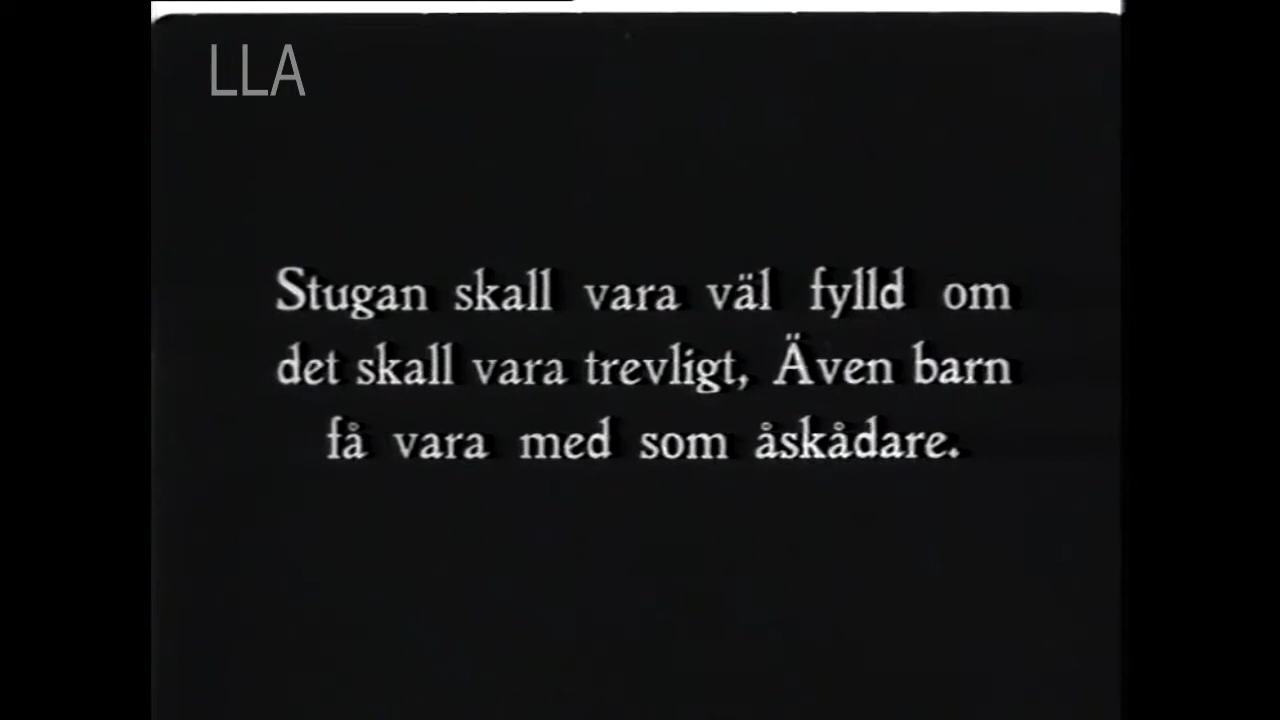 LLA
Stugan skall vara väl fylld om
det skall vara trevligt, Även barn
få vara med som åskådare.